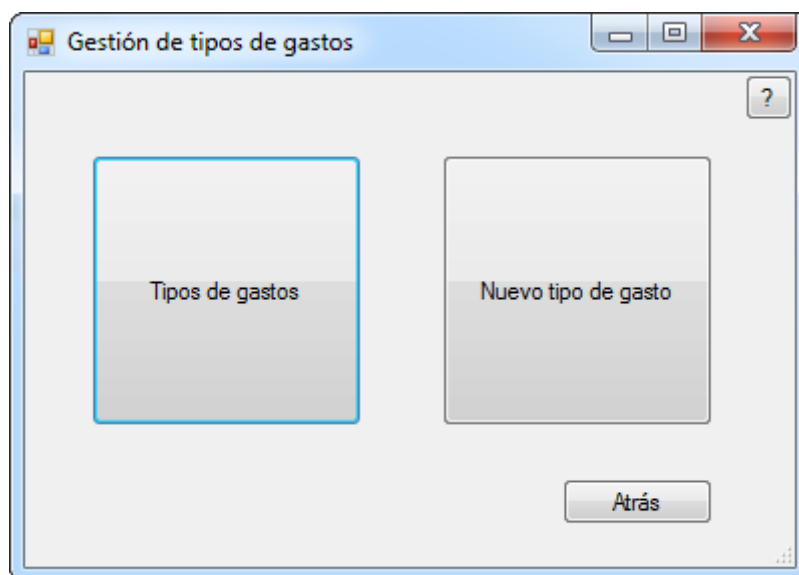 Gestión de tipos de gastos
?
Tipos de gastos
Nuevo tipo de gasto
Atrás